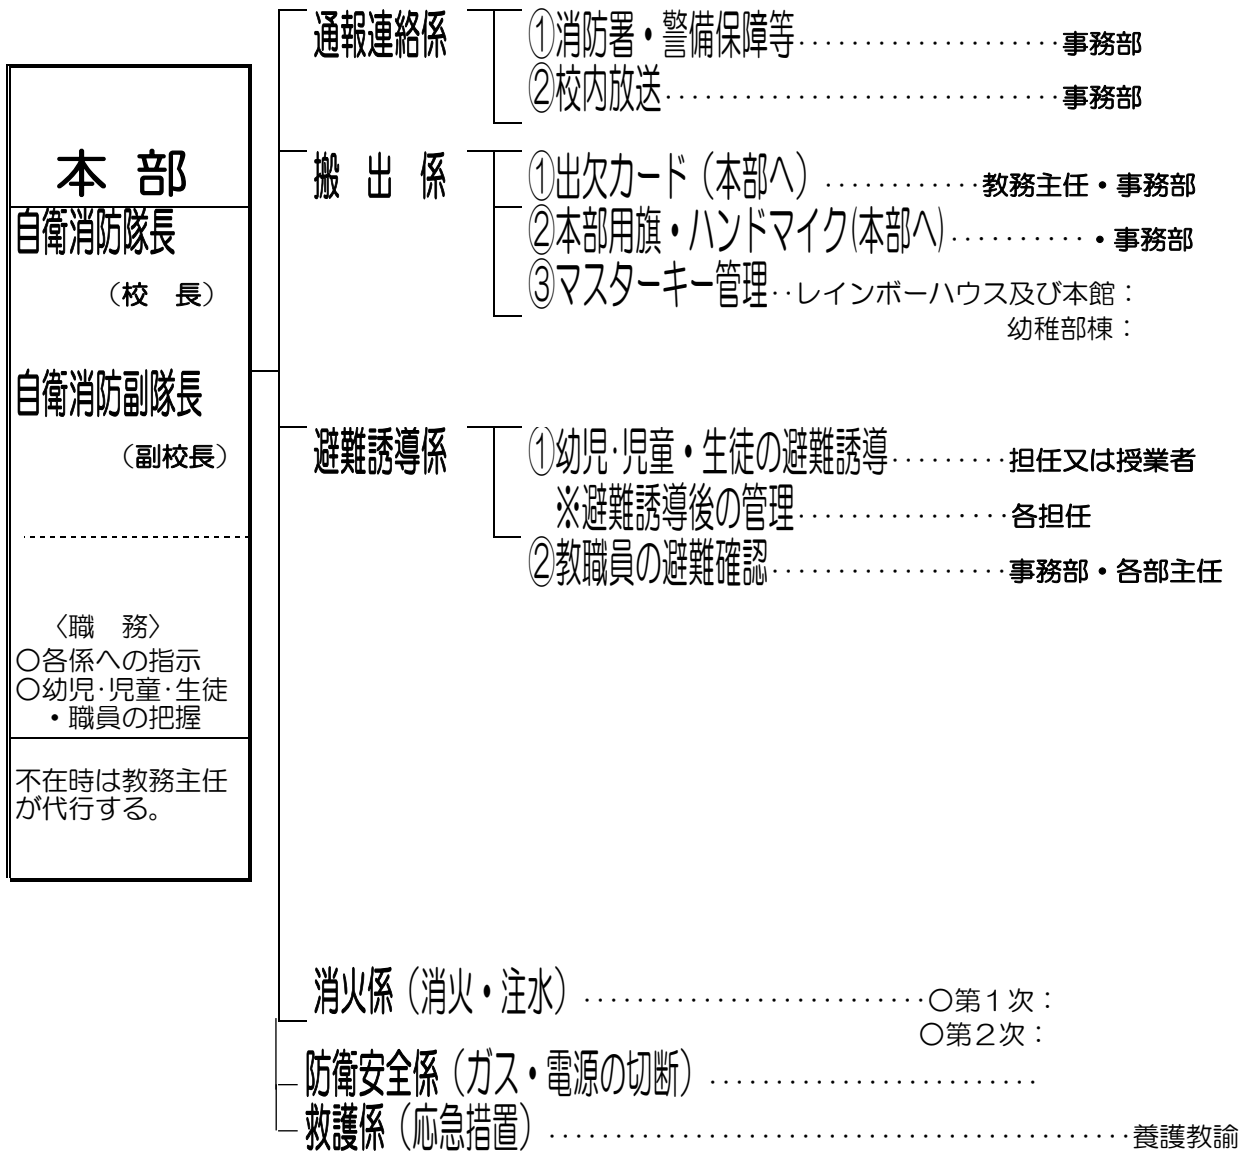 本 部
自衛消防隊長
（校　長）
自衛消防副隊長
（副校長）
〈職　務〉
○各係への指示
○幼児･児童･生徒
・職員の把握
不在時は教務主任
が代行する。
通報連絡係
①消防署・警備保障等‥‥‥‥‥‥‥‥‥‥事務部
②校内放送‥‥‥‥‥‥‥‥‥‥‥‥‥‥‥事務部
搬 出 係
①出欠カード（本部へ）‥‥‥‥‥‥教務主任・事務部
②本部用旗・ハンドマイク(本部へ)‥‥‥‥‥・事務部
③マスターキー管理‥レインボーハウス及び本館：
幼稚部棟：
避難誘導係
①幼児･児童・生徒の避難誘導‥‥‥‥‥担任又は授業者
※避難誘導後の管理‥‥‥‥‥‥‥‥各担任
②教職員の避難確認‥‥‥‥‥‥‥‥‥事務部・各部主任
消火係（消火・注水）‥‥‥‥‥‥‥‥‥‥‥‥‥○第１次：
○第２次：
防衛安全係（ガス・電源の切断）‥‥‥‥‥‥‥‥‥‥‥‥‥
救護係（応急措置）‥‥‥‥‥‥‥‥‥‥‥‥‥‥‥‥‥‥‥‥‥‥養護教諭